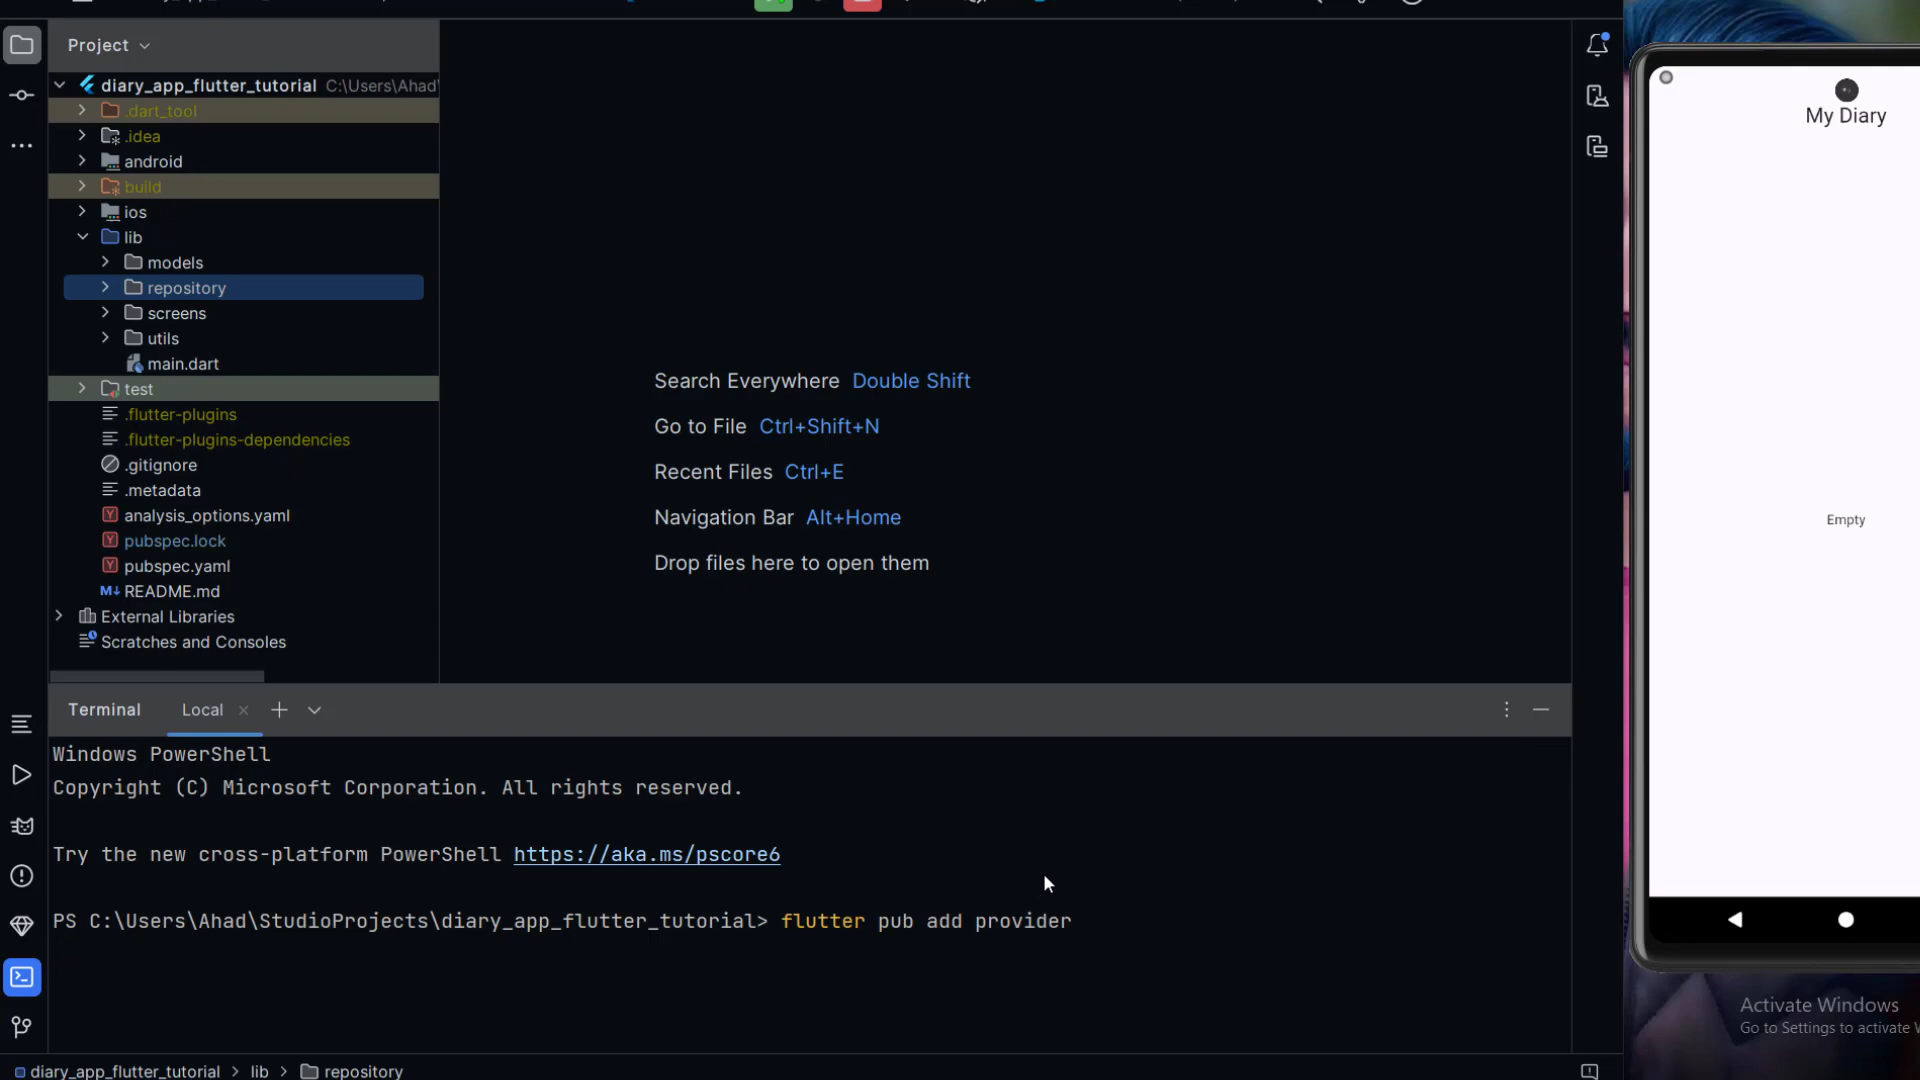 Project
diary_app_flutter_tutorial C:\Users\Ahad\
.dart_tool
.idea
android
build
ios
lib
models
repository
screens
utils
main.dart
test
.flutter-plugins
.flutter-plugins-dependencies
.gitignore
.metadata
analysis_options.yaml
pubspec.lock
pubspec.yaml
M↓ README.md
External Libraries
Scratches and Consoles
Search Everywhere Double Shift
Go to File Ctrl+Shift+N
Recent Files Ctrl+E
Navigation Bar Alt+Home
Drop files here to open them
My Diary
Empty
Terminal Local
Windows PowerShell
Copyright (C) Microsoft Corporation. All rights reserved.
Try the new cross-platform PowerShell https://aka.ms/pscore6
PS C:\Users\Ahad\StudioProjects\diary_app_flutter_tutorial> flutter pub add provider
Activate Windows
Go to Settings to activate
diary_app_flutter_tutorial > lib > repository